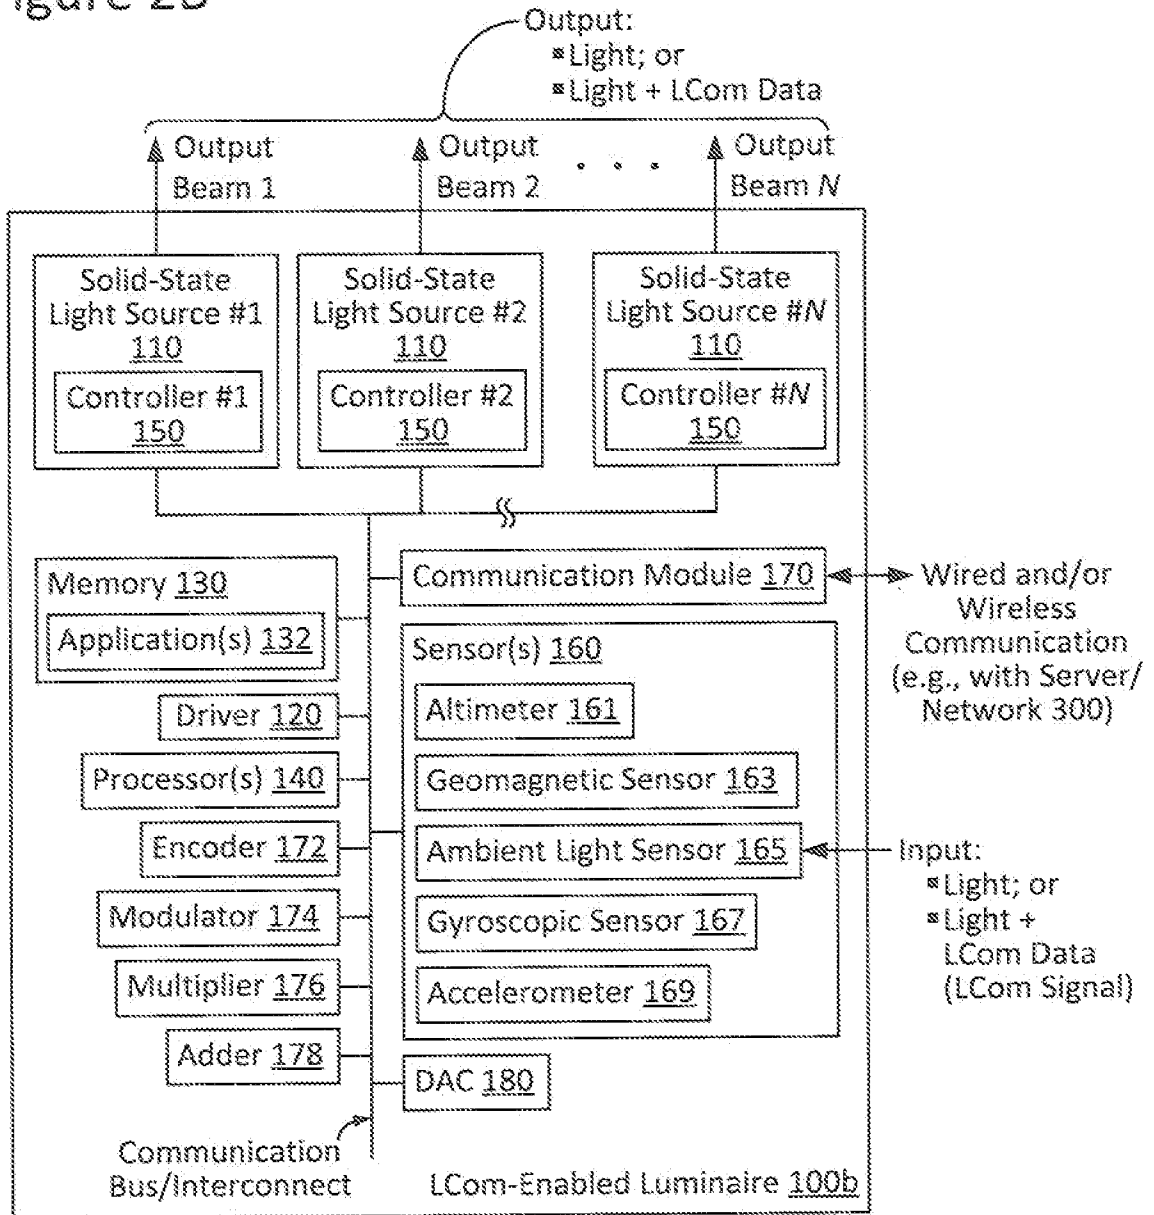 Figure 2B
Output:
▪Light; or
▪Light + LCom Data
Output
Beam 1
Output
Beam 2
. . .
Output
Beam N
Solid-State
Light Source #1
110
Controller #1
150
Solid-State
Light Source #2
110
Controller #2
150
Solid-State
Light Source #N
110
Controller #N
150
Memory 130
Application(s) 132
Driver 120
Processor(s) 140
Encoder 172
Modulator 174
Multiplier 176
Adder 178
Communication
Bus/Interconnect
Communication Module 170
Sensor(s) 160
Altimeter 161
Geomagnetic Sensor 163
Ambient Light Sensor 165
Gyroscopic Sensor 167
Accelerometer 169
DAC 180
LCom-Enabled Luminaire 100b
Wired and/or
Wireless
Communication
(e.g., with Server/
Network 300)
Input:
▪Light; or
▪Light +
LCom Data
(LCom Signal)